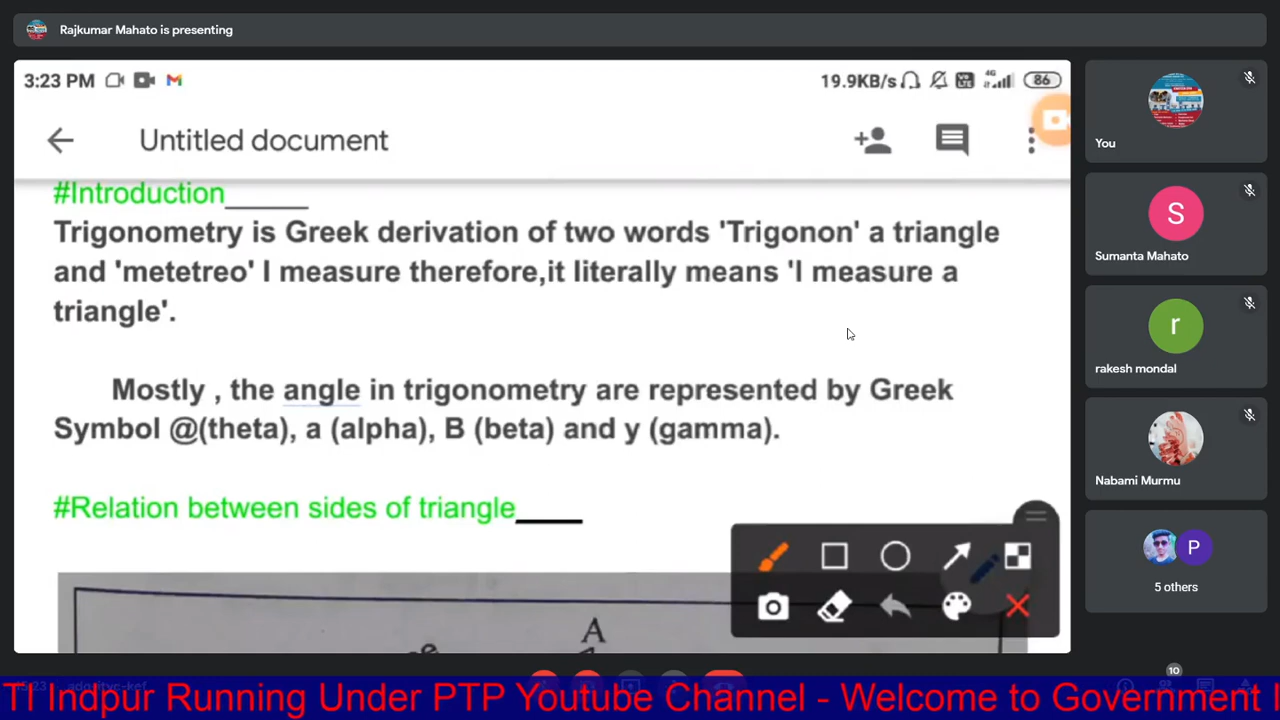 Rajkumar Mahato is presenting
3:23 PM
19.9KB/s
4G
86
Untitled document
#Introduction_____
Trigonometry is Greek derivation of two words 'Trigonon' a triangle
and 'metetreo' I measure therefore,it literally means 'I measure a
triangle'.
Mostly , the angle in trigonometry are represented by Greek
Symbol @(theta), a (alpha), B (beta) and y (gamma).
#Relation between sides of triangle____
A
You
S
Sumanta Mahato
r
rakesh mondal
Nabami Murmu
P
5 others
10
TI Indpur Running Under PTP Youtube Channel - Welcome to Government